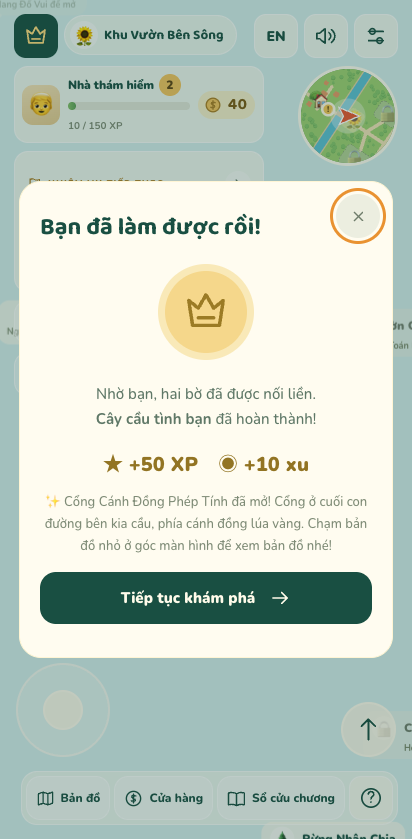 Khu Vườn Bên Sông
EN
Nhà thám hiểm 2
40
10 / 150 XP
Bạn đã làm được rồi!
Nhờ bạn, hai bờ đã được nối liền.
Cây cầu tình bạn đã hoàn thành!
+50 XP +10 xu
✨ Cổng Cánh Đồng Phép Tính đã mở! Cổng ở cuối con
đường bên kia cầu, phía cánh đồng lúa vàng. Chạm bản
đồ nhỏ ở góc màn hình để xem bản đồ nhé!
Tiếp tục khám phá →
Bản đồ
Cửa hàng
Sổ cửu chương
?
Rừng Nhân Chia